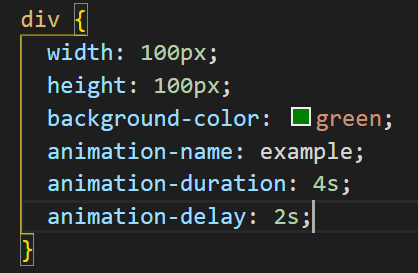 div {
width: 100px;
height: 100px;
background-color: green;
animation-name: example;
animation-duration: 4s;
animation-delay: 2s;
}